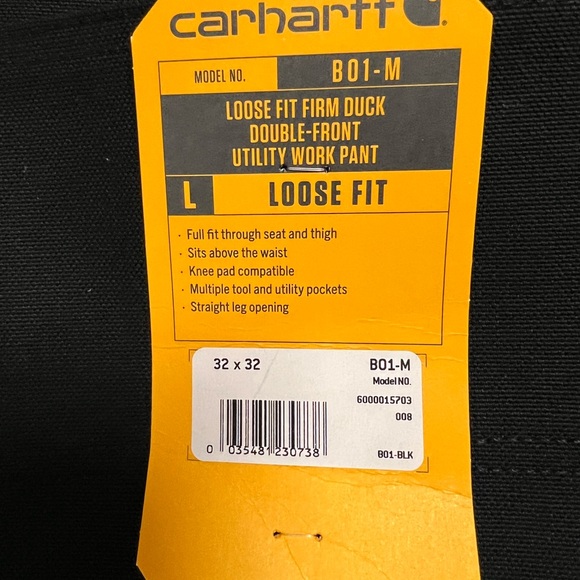 carhartt
MODEL NO. B01-M
LOOSE FIT FIRM DUCK
DOUBLE-FRONT
UTILITY WORK PANT
L LOOSE FIT
· Full fit through seat and thigh
· Sits above the waist
· Knee pad compatible
· Multiple tool and utility pockets
· Straight leg opening
32 x 32 B01-M
Model NO.
6000015703
008
0 035481 230738
B01-BLK